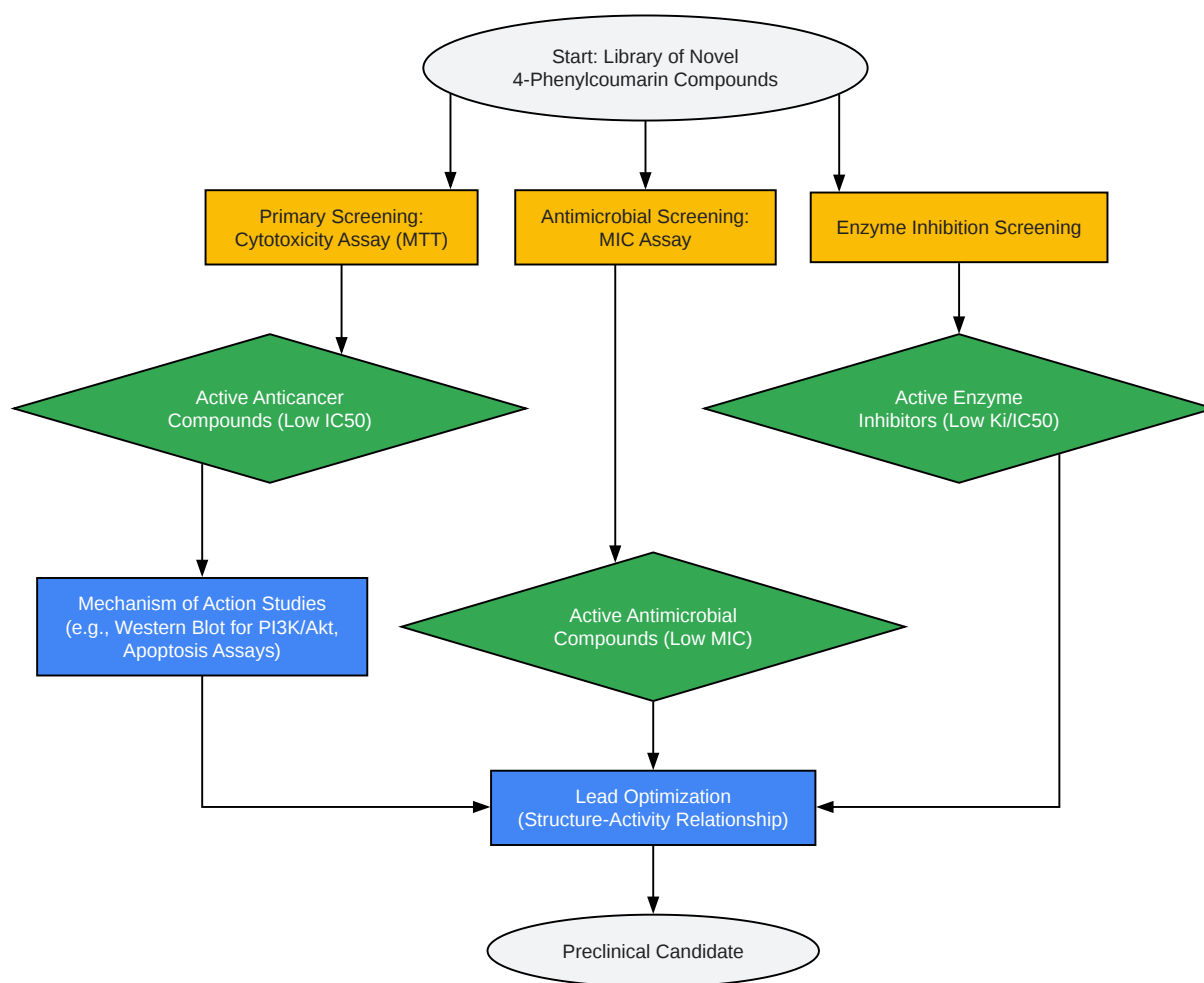 Start: Library of Novel
4-Phenylcoumarin Compounds
Primary Screening:
Cytotoxicity Assay (MTT)
Antimicrobial Screening:
MIC Assay
Enzyme Inhibition Screening
Active Anticancer
Compounds (Low IC50)
Active Enzyme
Inhibitors (Low Ki/IC50)
Mechanism of Action Studies
(e.g., Western Blot for PI3K/Akt,
Apoptosis Assays)
Active Antimicrobial
Compounds (Low MIC)
Lead Optimization
(Structure-Activity Relationship)
Preclinical Candidate